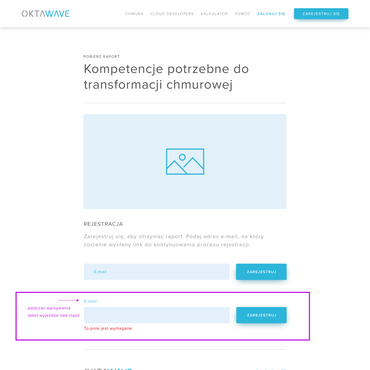 OKTAWAVE
CHMURA CLOUD DEVELOPERS KALKULATOR POMOC ZALOGUJ SIĘ ZAREJESTRUJ SIĘ
POBIERZ RAPORT
Kompetencje potrzebne do
transformacji chmurowej
REJESTRACJA
Zarejestruj się, aby otrzymać raport. Podaj adres e-mail, na który
zostanie wysłany link do kontynuowania procesu rejestracji.
E-mail ZAREJESTRUJ
E-mail
podczas wpisywania
label wyjeżdża nad input
ZAREJESTRUJ
To pole jest wymagane
OKTAWAVE